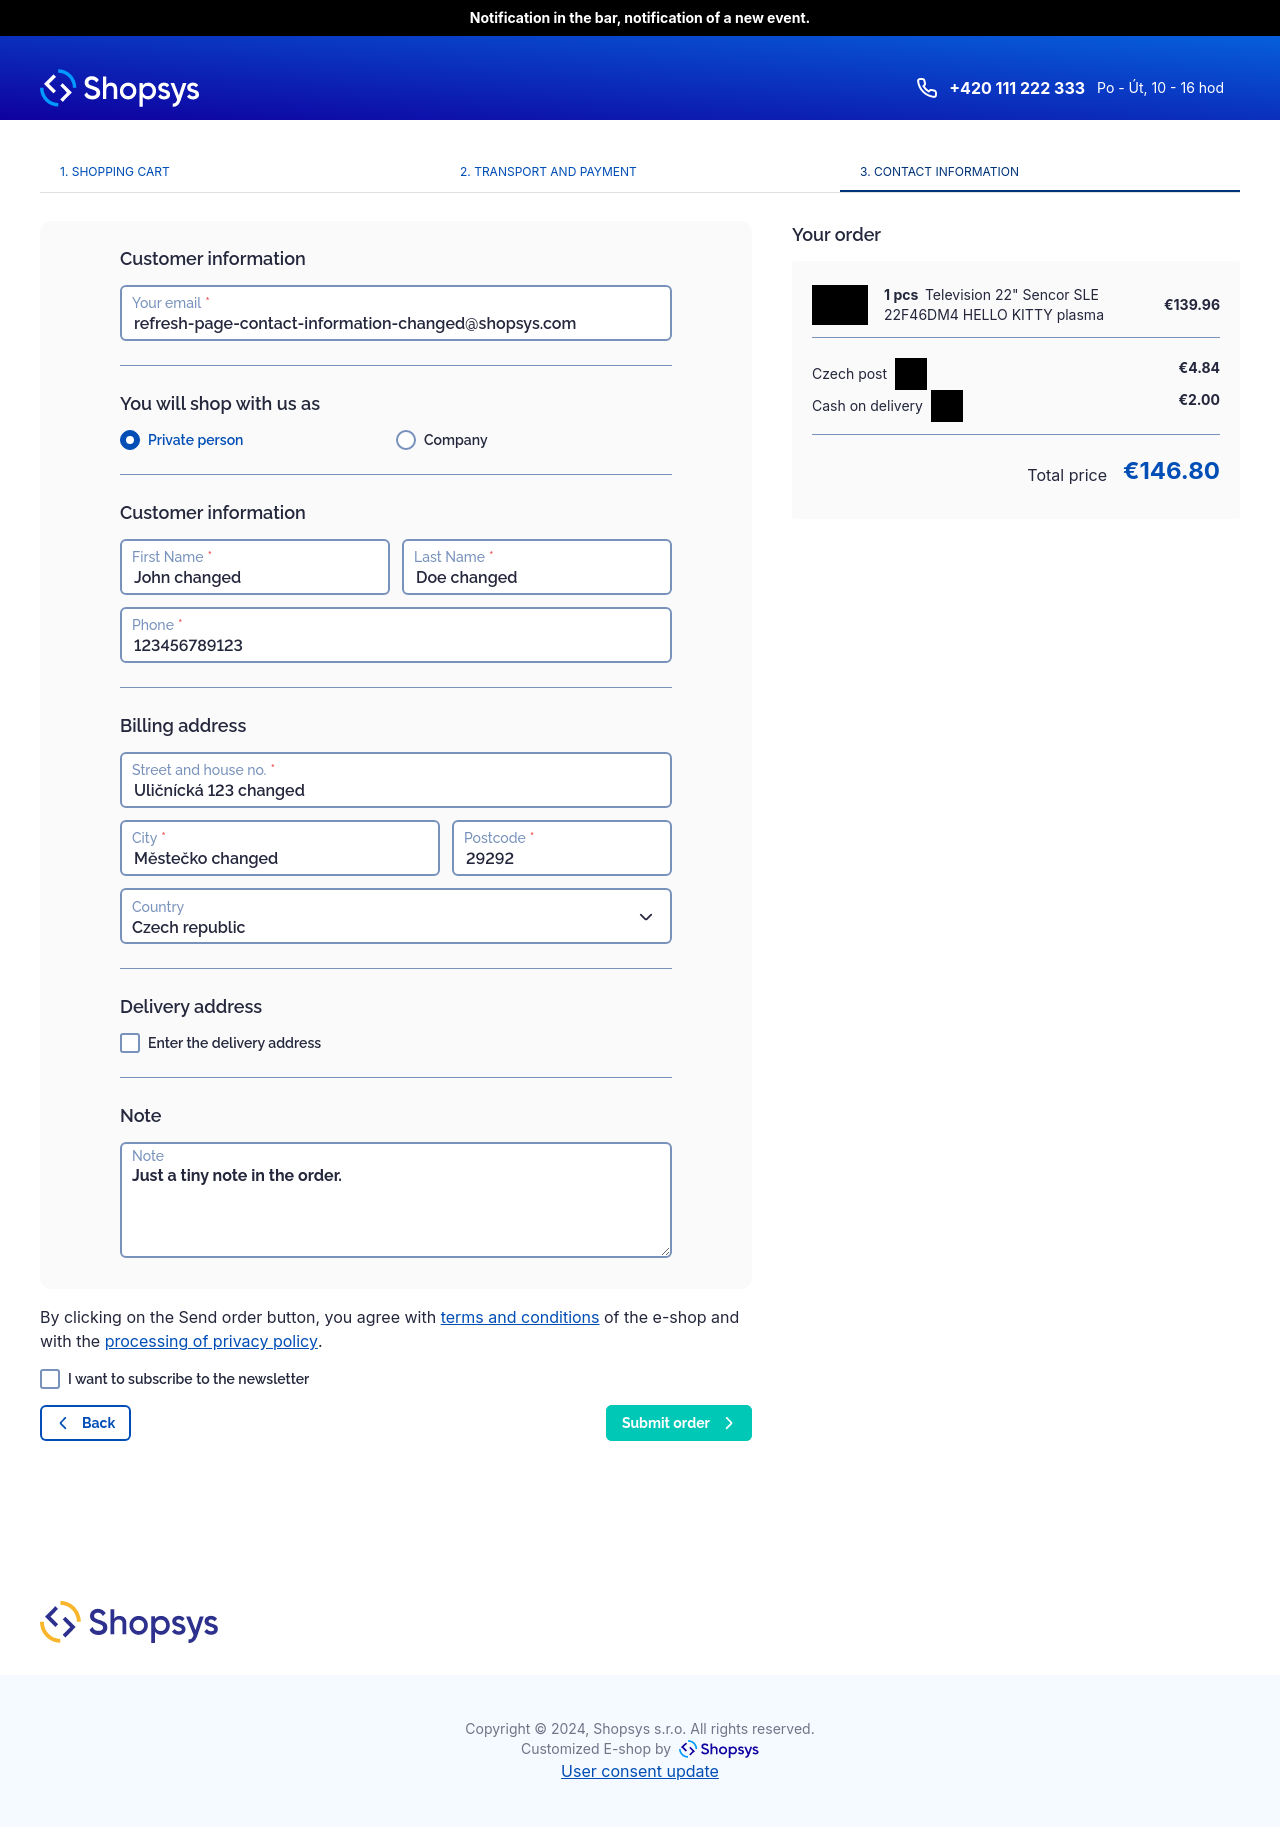 Notification in the bar, notification of a new event.
Shopsys
+420 111 222 333 Po - Út, 10 - 16 hod
1. SHOPPING CART
2. TRANSPORT AND PAYMENT
3. CONTACT INFORMATION
Customer information
Your email *
refresh-page-contact-information-changed@shopsys.com
You will shop with us as
Private person
Company
Customer information
First Name *
John changed
Last Name *
Doe changed
Phone *
123456789123
Billing address
Street and house no. *
Uličnícká 123 changed
City *
Městečko changed
Postcode *
29292
Country
Czech republic
Delivery address
Enter the delivery address
Note
Note
Just a tiny note in the order.
By clicking on the Send order button, you agree with terms and conditions of the e-shop and
with the processing of privacy policy.
I want to subscribe to the newsletter
Back
Submit order
Your order
1 pcs Television 22" Sencor SLE
22F46DM4 HELLO KITTY plasma
€139.96
Czech post
€4.84
Cash on delivery
€2.00
Total price €146.80
Shopsys
Copyright © 2024, Shopsys s.r.o. All rights reserved.
Customized E-shop by Shopsys
User consent update